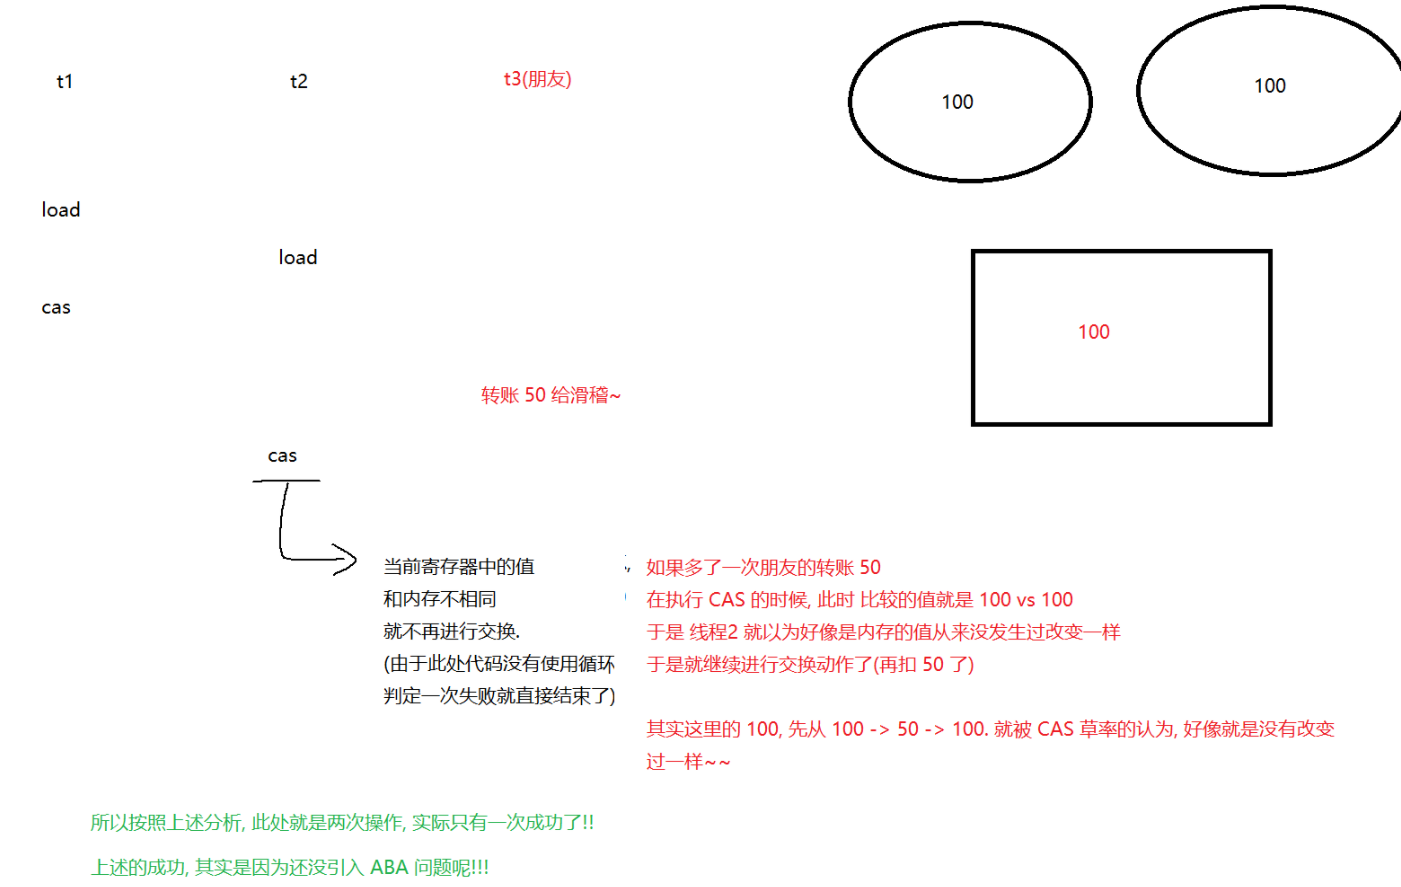 t1
t2
t3(朋友)
100
100
load
load
cas
100
转账 50 给滑稽~
cas
当前寄存器中的值
和内存不相同
就不再进行交换.
(由于此处代码没有使用循环
判定一次失败就直接结束了)
如果多了一次朋友的转账 50
在执行 CAS 的时候, 此时 比较的值就是 100 vs 100
于是 线程2 就以为好像是内存的值从来没发生过改变一样
于是就继续进行交换动作了(再扣 50 了)
其实这里的 100, 先从 100 -> 50 -> 100. 就被 CAS 草率的认为, 好像就是没有改变
过一样~~
所以按照上述分析, 此处就是两次操作, 实际只有一次成功了!!
上述的成功, 其实是因为还没引入 ABA 问题呢!!!